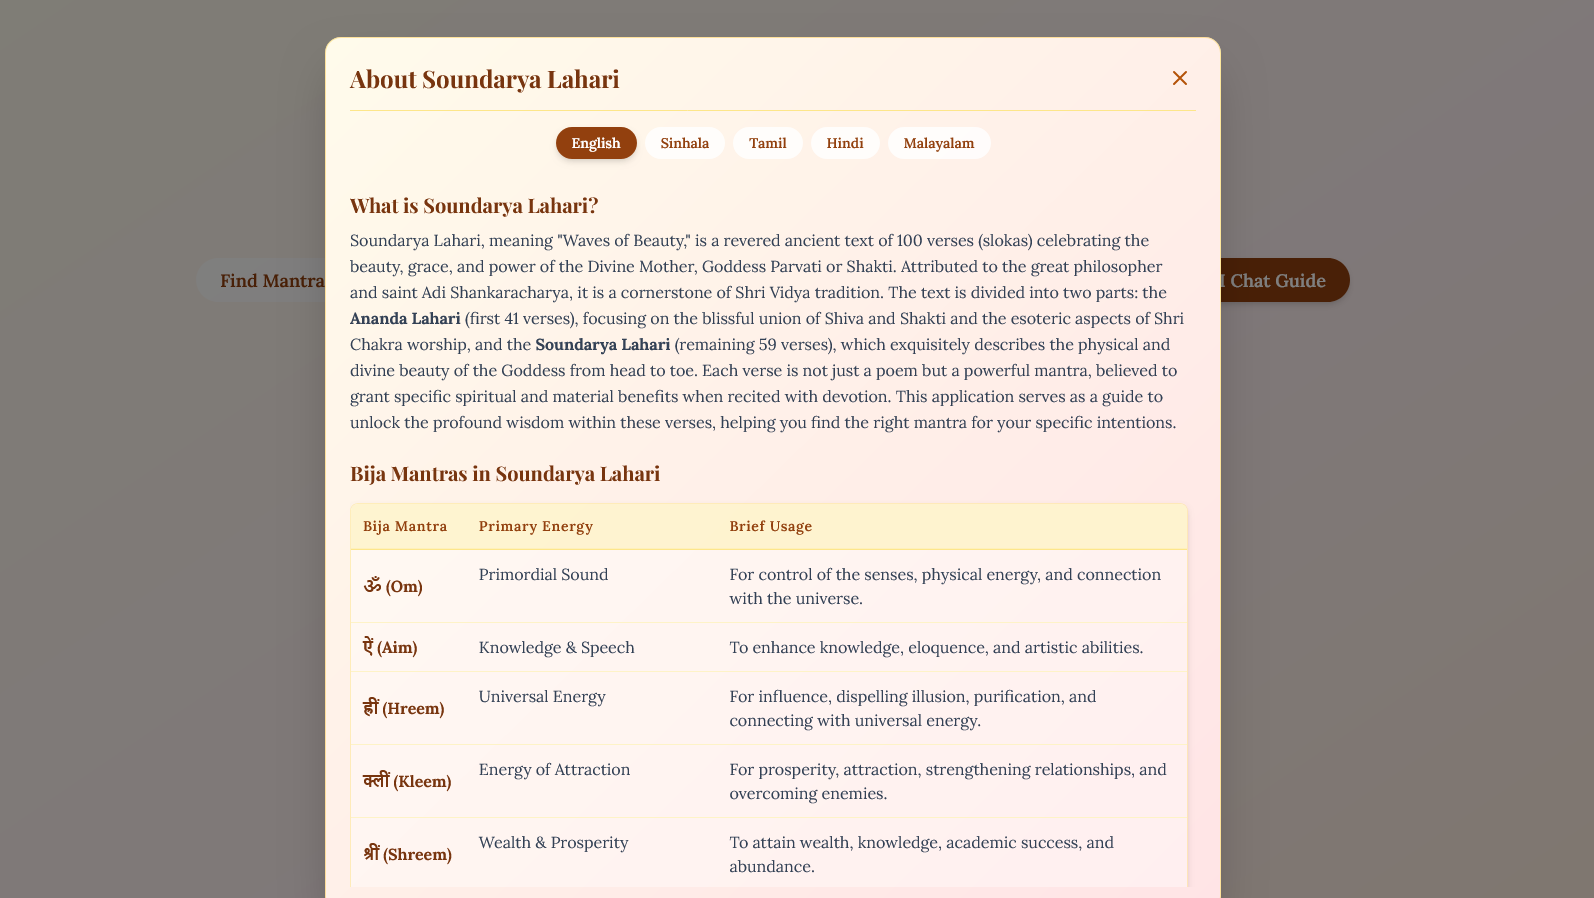 About Soundarya Lahari
English Sinhala Tamil Hindi Malayalam
What is Soundarya Lahari?
Soundarya Lahari, meaning "Waves of Beauty," is a revered ancient text of 100 verses (slokas) celebrating the
beauty, grace, and power of the Divine Mother, Goddess Parvati or Shakti. Attributed to the great philosopher
and saint Adi Shankaracharya, it is a cornerstone of Shri Vidya tradition. The text is divided into two parts: the
Ananda Lahari (first 41 verses), focusing on the blissful union of Shiva and Shakti and the esoteric aspects of Shri
Chakra worship, and the Soundarya Lahari (remaining 59 verses), which exquisitely describes the physical and
divine beauty of the Goddess from head to toe. Each verse is not just a poem but a powerful mantra, believed to
grant specific spiritual and material benefits when recited with devotion. This application serves as a guide to
unlock the profound wisdom within these verses, helping you find the right mantra for your specific intentions.
Find Mantra
Chat Guide
Bija Mantras in Soundarya Lahari
Bija Mantra Primary Energy Brief Usage
ॐ (Om) Primordial Sound For control of the senses, physical energy, and connection
with the universe.
ऐं (Aim) Knowledge & Speech To enhance knowledge, eloquence, and artistic abilities.
ह्रीं (Hreem) Universal Energy For influence, dispelling illusion, purification, and
connecting with universal energy.
क्लीं (Kleem) Energy of Attraction For prosperity, attraction, strengthening relationships, and
overcoming enemies.
श्रीं (Shreem) Wealth & Prosperity To attain wealth, knowledge, academic success, and
abundance.